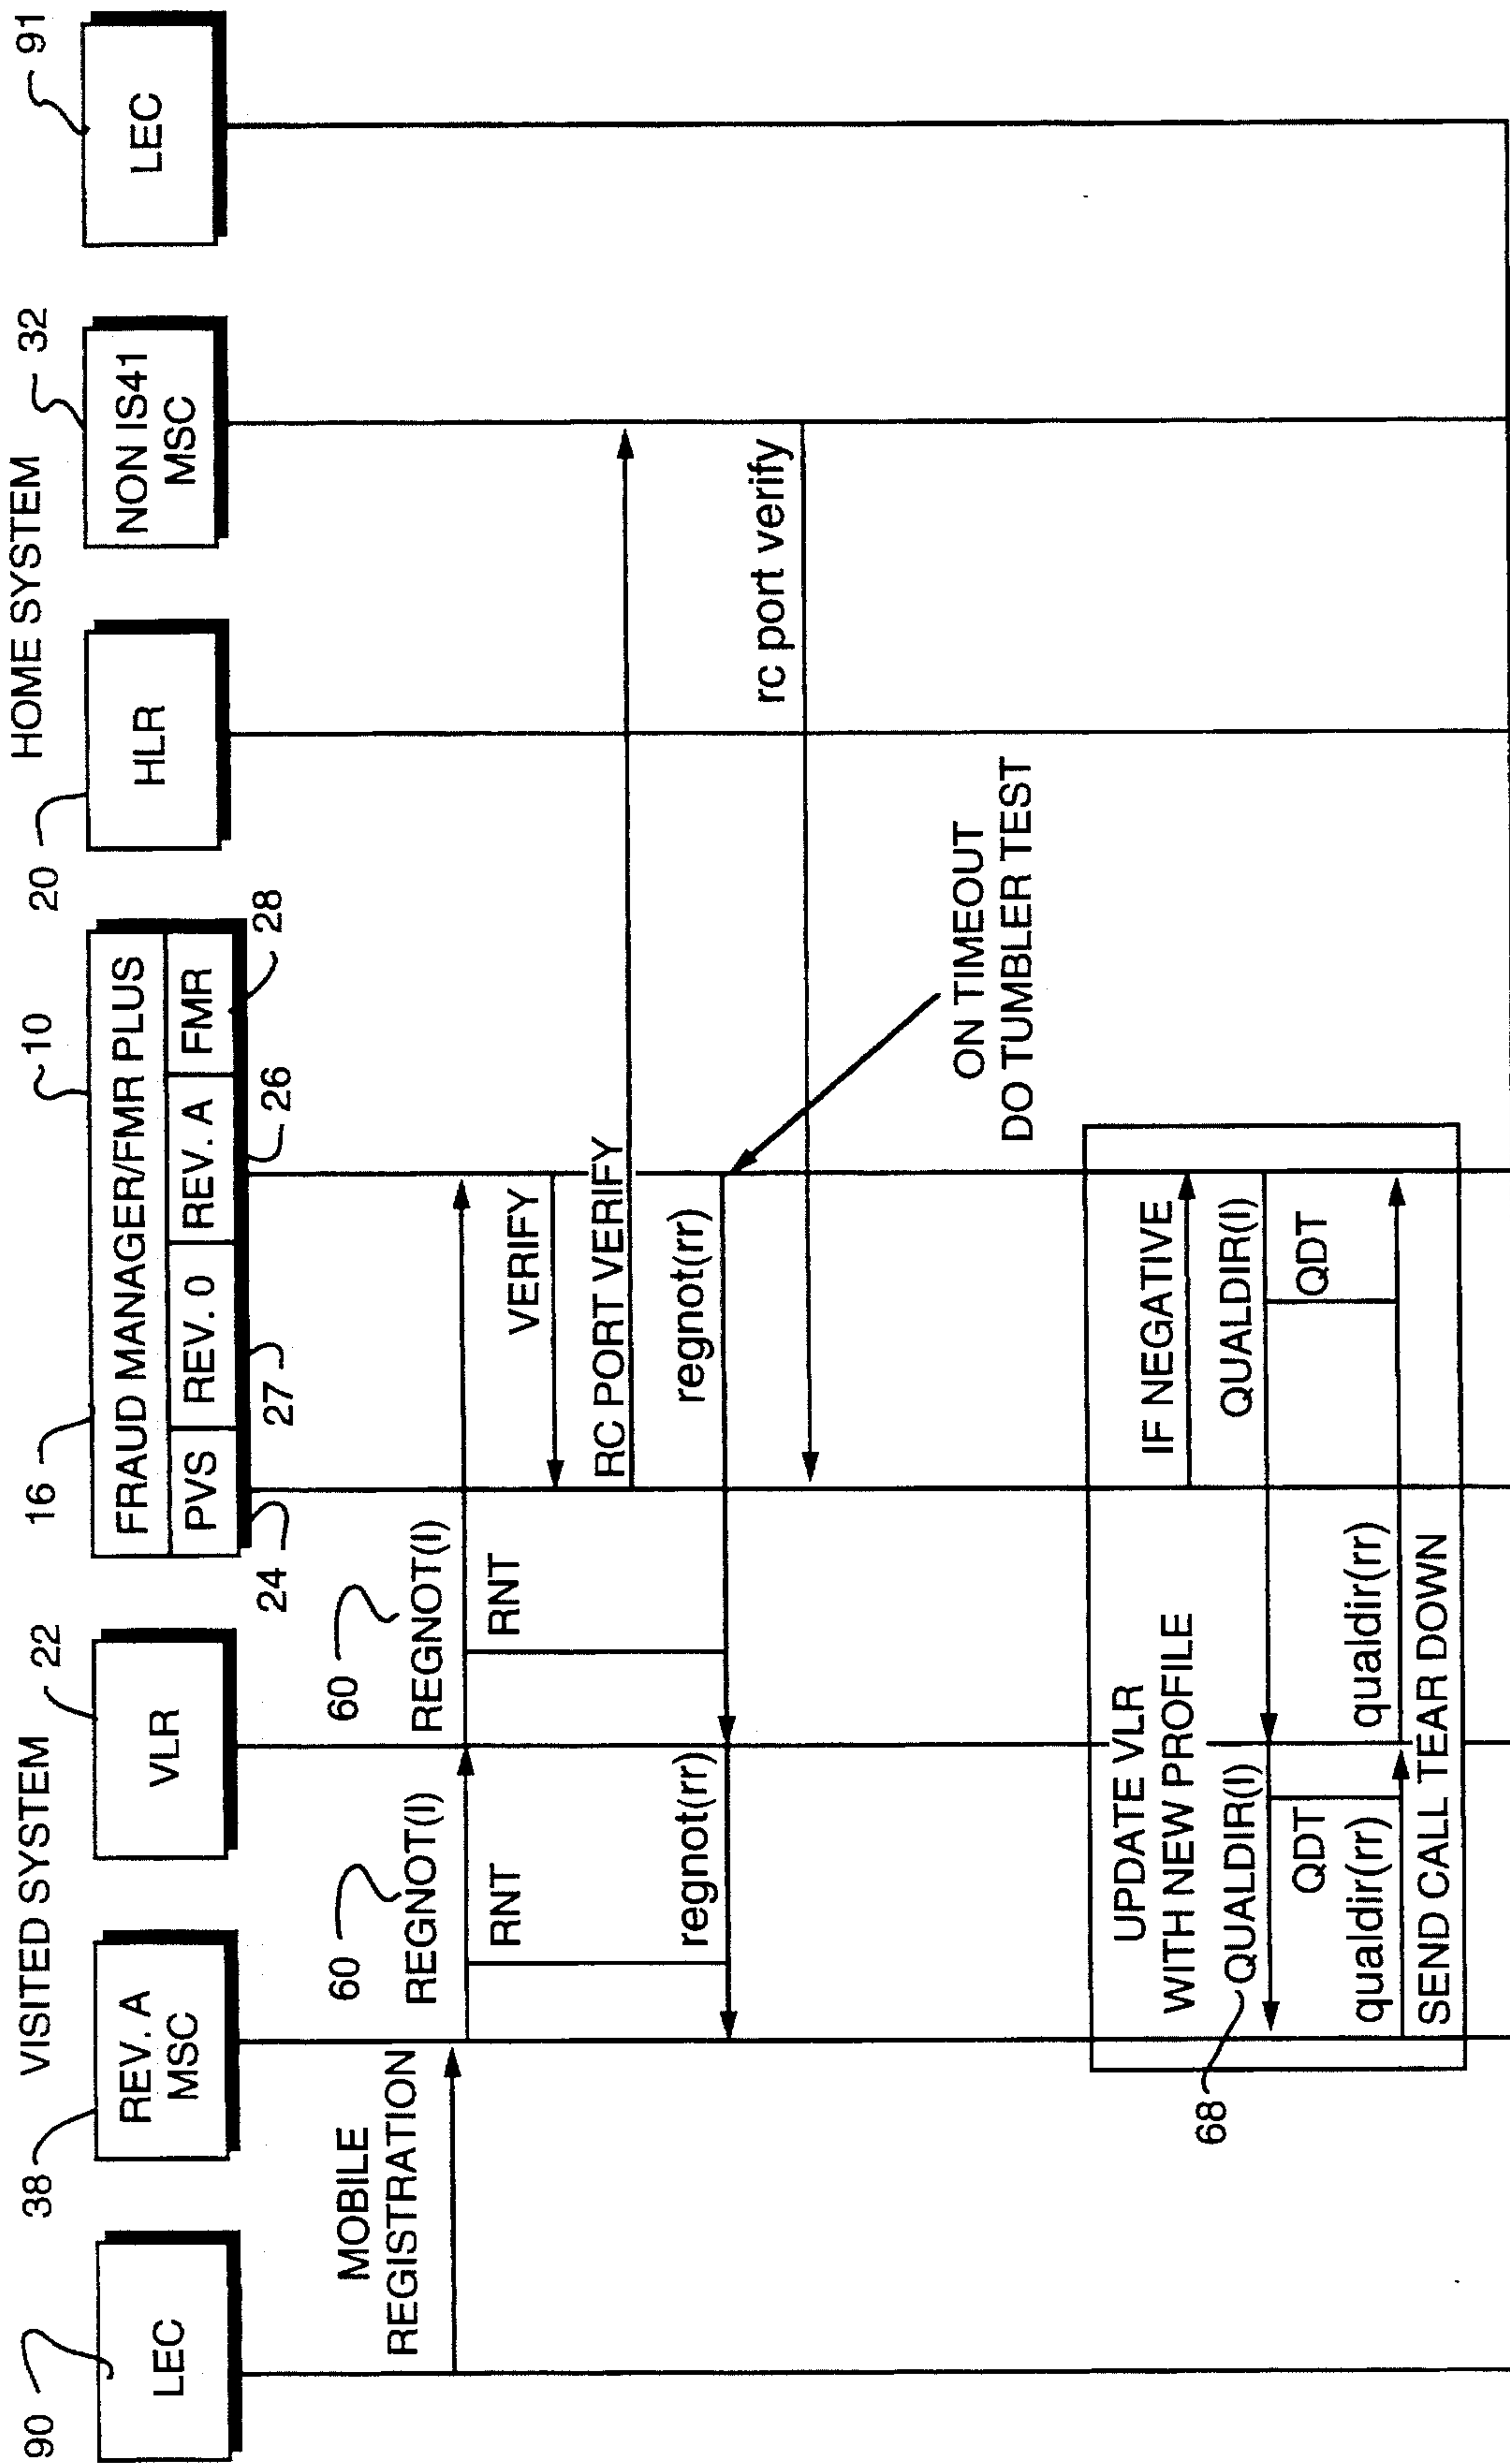 VISITED SYSTEM
HOME SYSTEM
90
38
22
16
10
20
32
91
LEC
REV. A
MSC
VLR
FRAUD MANAGER/FMR PLUS
PVS
REV. 0
REV. A
FMR
HLR
NON IS41
MSC
LEC
24
27
26
28
MOBILE
REGISTRATION
60
REGNOT(I)
60
REGNOT(I)
RNT
RNT
VERIFY
RC PORT VERIFY
regnot(rr)
regnot(rr)
rc port verify
ON TIMEOUT
DO TUMBLER TEST
UPDATE VLR
WITH NEW PROFILE
IF NEGATIVE
68
QUALDIR(I)
QUALDIR(I)
QDT
QDT
qualdir(rr)
qualdir(rr)
SEND CALL TEAR DOWN